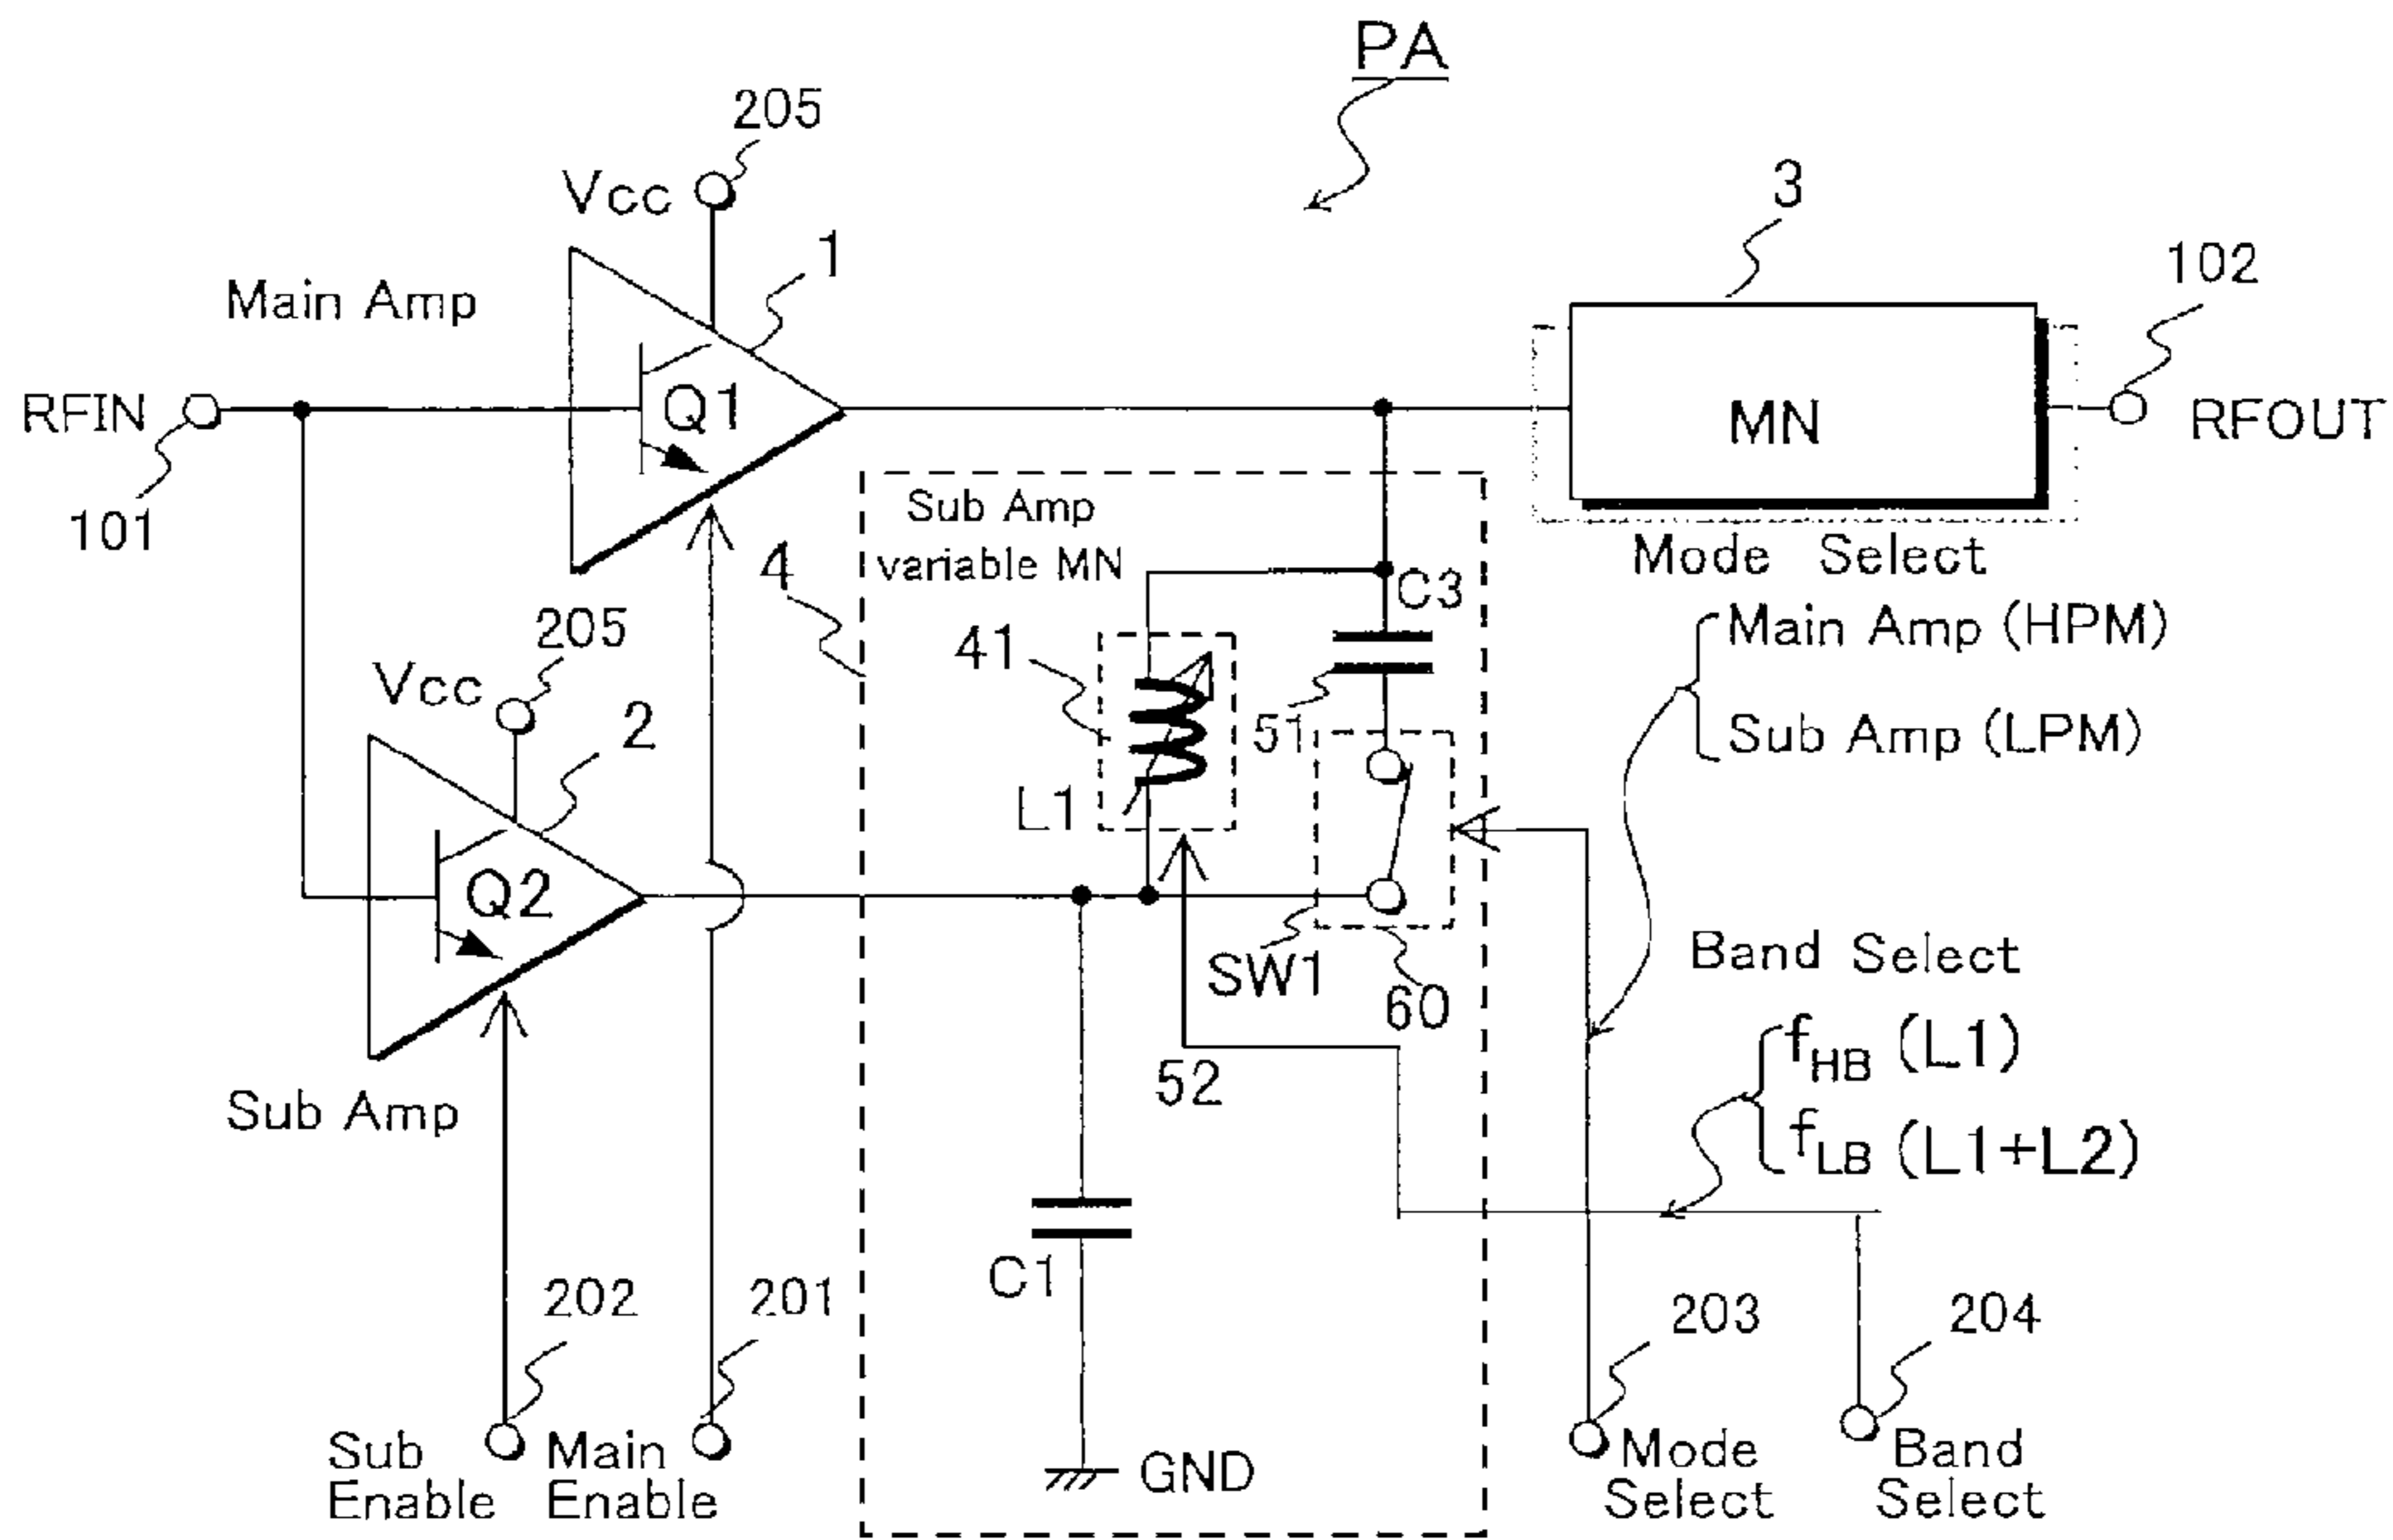 PA
205
Vcc
3
1
102
Main Amp
RFIN
Q1
MN
RFOUT
101
Sub Amp
variable MN
4
Mode Select
C3
Main Amp (HPM)
205
41
Vcc
2
51
Sub Amp (LPM)
L1
Q2
Band Select
SW1
60
fHB (L1)
52
Sub Amp
fLB (L1+L2)
C1
202
201
203
204
Sub
Enable
Main
Enable
GND
Mode
Select
Band
Select